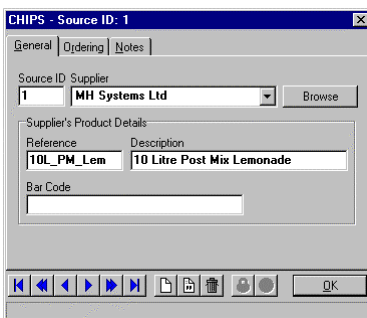 CHIPS - Source ID: 1
General Ordering Notes
Source ID Supplier
1 MH Systems Ltd Browse
Supplier's Product Details
Reference Description
10L_PM_Lem 10 Litre Post Mix Lemonade
Bar Code
OK